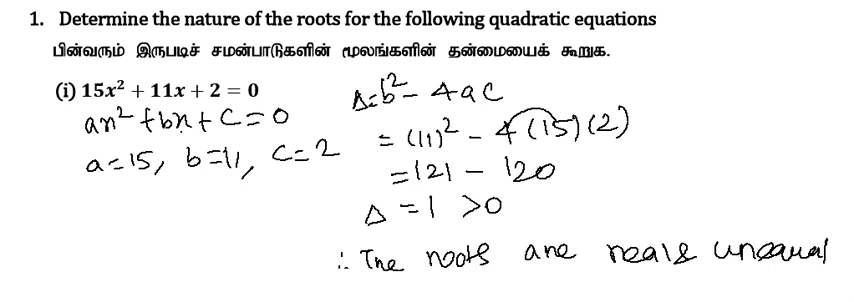 1. Determine the nature of the roots for the following quadratic equations
பின்வரும் இருபடிச் சமன்பாடுகளின் மூலங்களின் தன்மையைக் கூறுக.
(i) 15x² + 11x + 2 = 0
ax² + bx + c = 0
a = 15, b = 11, c = 2
Δ = b² - 4ac
= (11)² - 4(15)(2)
= 121 - 120
Δ = 1 > 0
∴ The roots are real & unequal